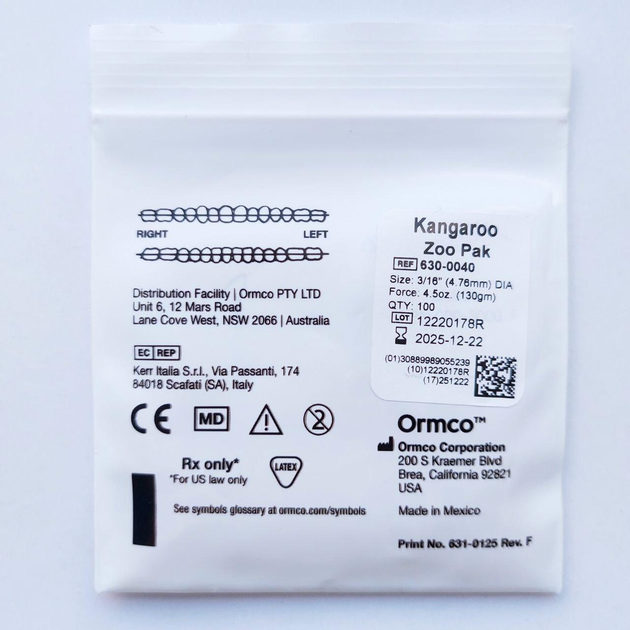 RIGHT LEFT
Distribution Facility | Ormco PTY LTD
Unit 6, 12 Mars Road
Lane Cove West, NSW 2066 | Australia
EC REP
Kerr Italia S.r.l., Via Passanti, 174
84018 Scafati (SA), Italy
CE MD 2
Rx only*
*For US law only
LATEX
See symbols glossary at ormco.com/symbols
Kangaroo
Zoo Pak
REF 630-0040
Size: 3/16" (4.76mm) DIA
Force: 4.5oz. (130gm)
QTY: 100
LOT 12220178R
2025-12-22
(01)30889989055239
(10)12220178R
(17)251222
Ormco™
Ormco Corporation
200 S Kraemer Blvd
Brea, California 92821
USA
Made in Mexico
Print No. 631-0125 Rev. F